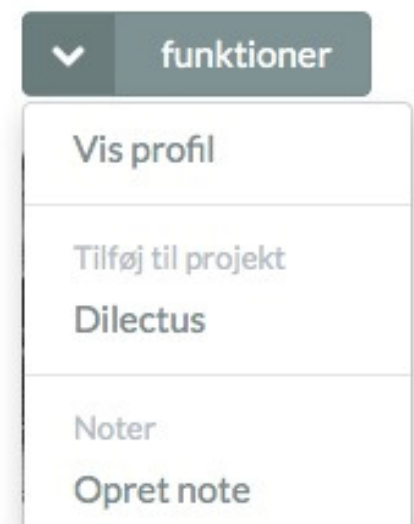 funktioner
Vis profil
Tilføj til projekt
Dilectus
Noter
Opret note